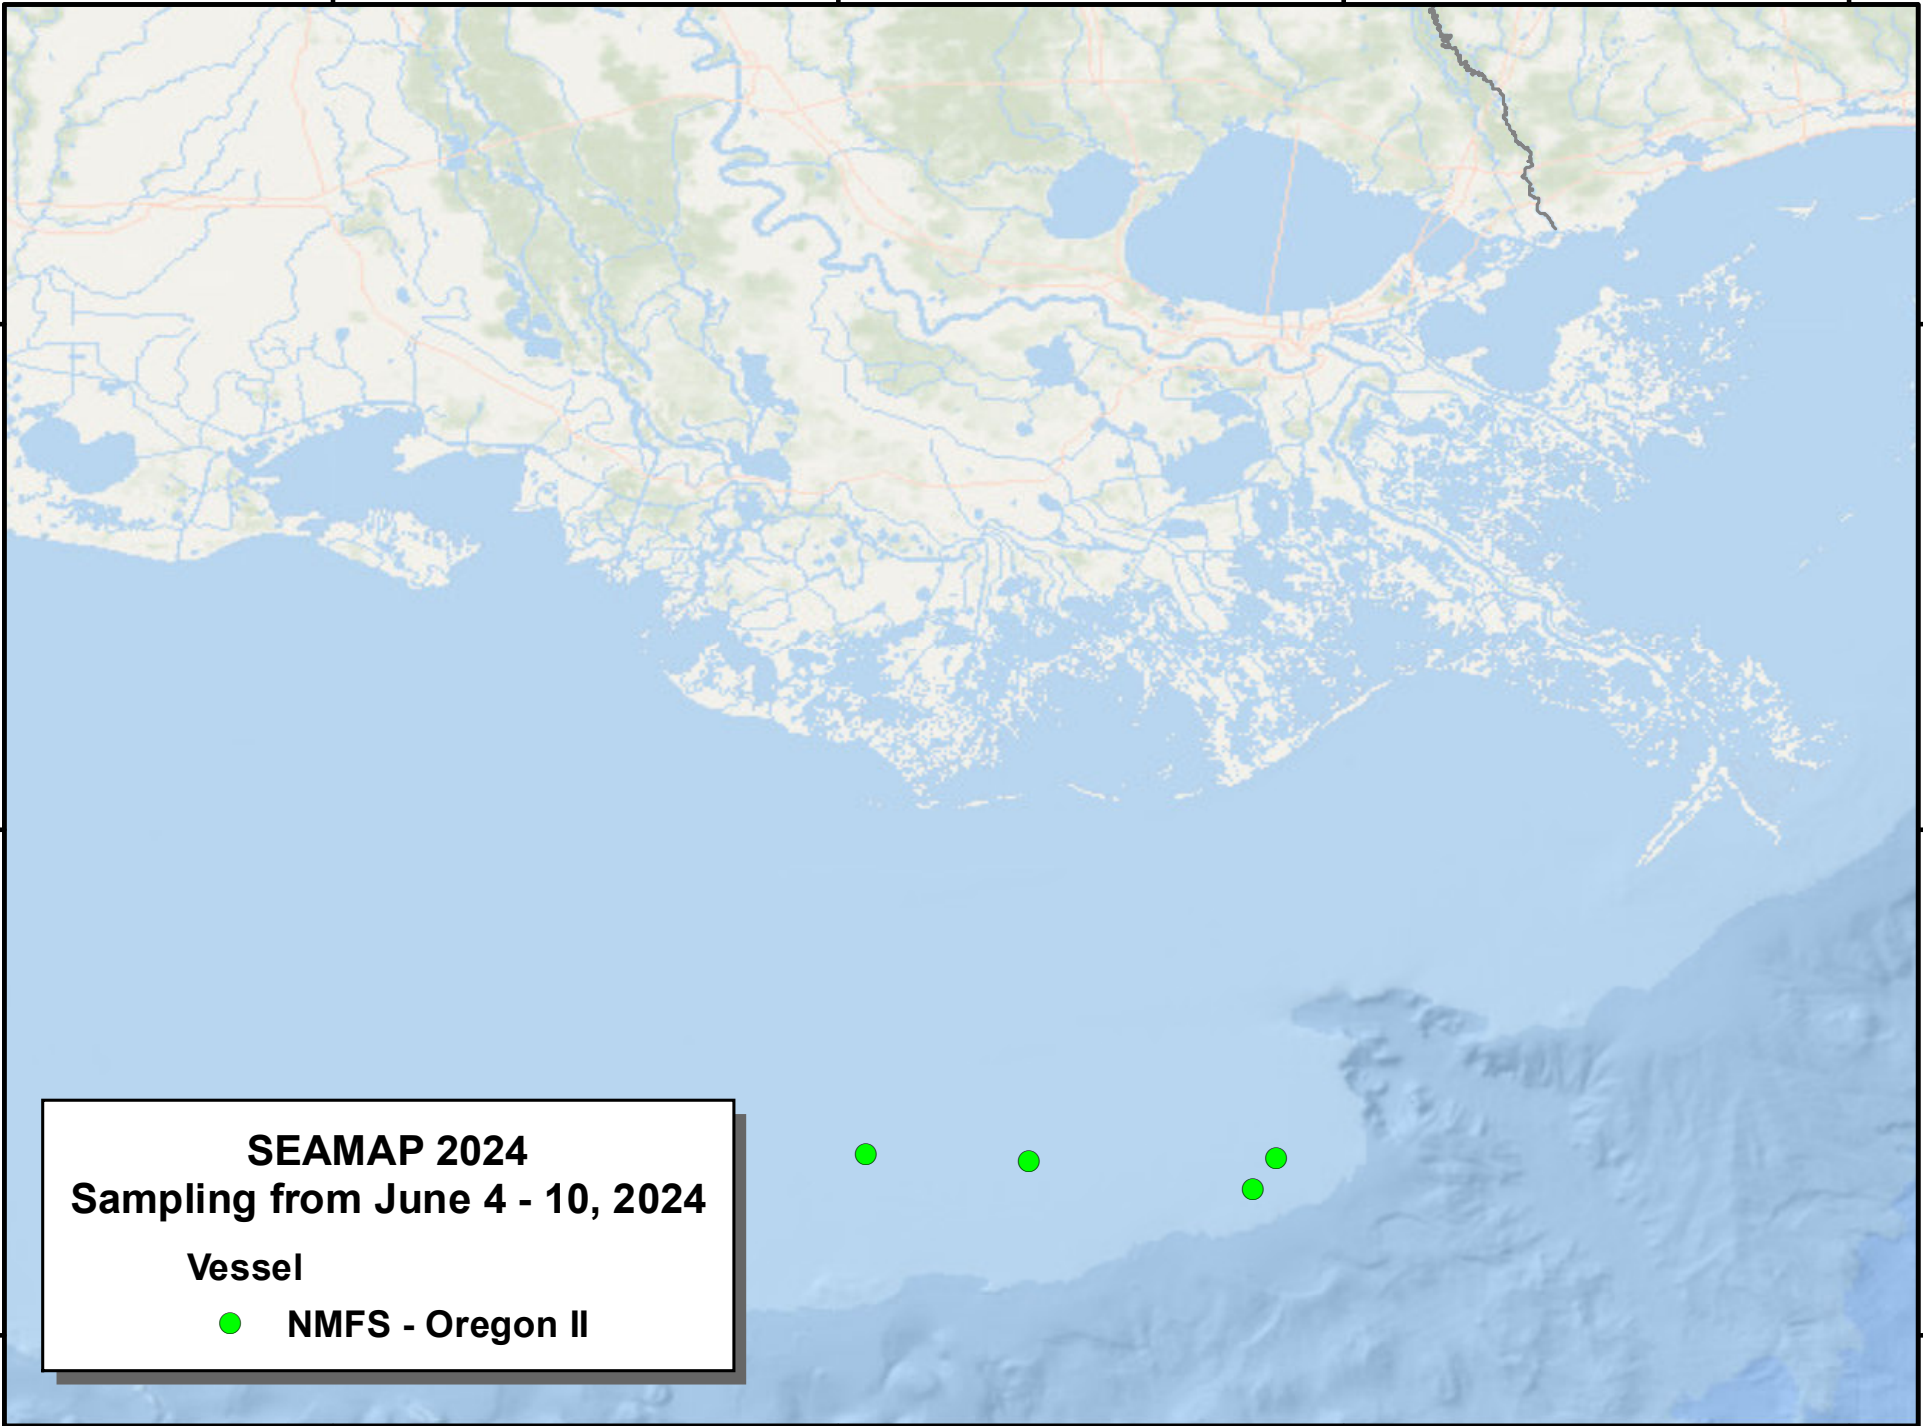 SEAMAP 2024
Sampling from June 4 - 10, 2024
Vessel
NMFS - Oregon II